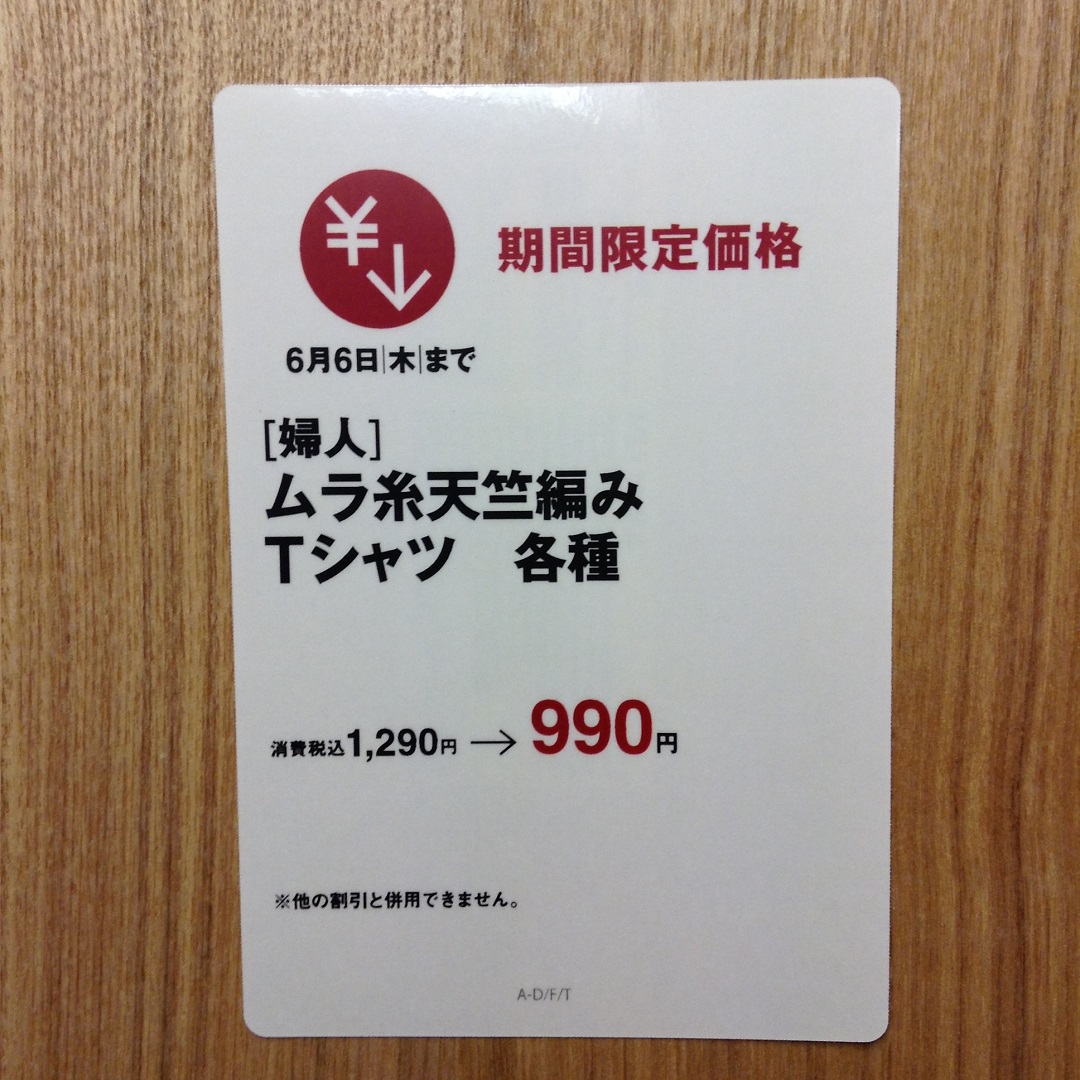 ¥↓
期間限定価格
6月6日|木|まで
[婦人]
ムラ糸天竺編み
Tシャツ　各種
消費税込1,290円 → 990円
※他の割引と併用できません。
A-D/F/T